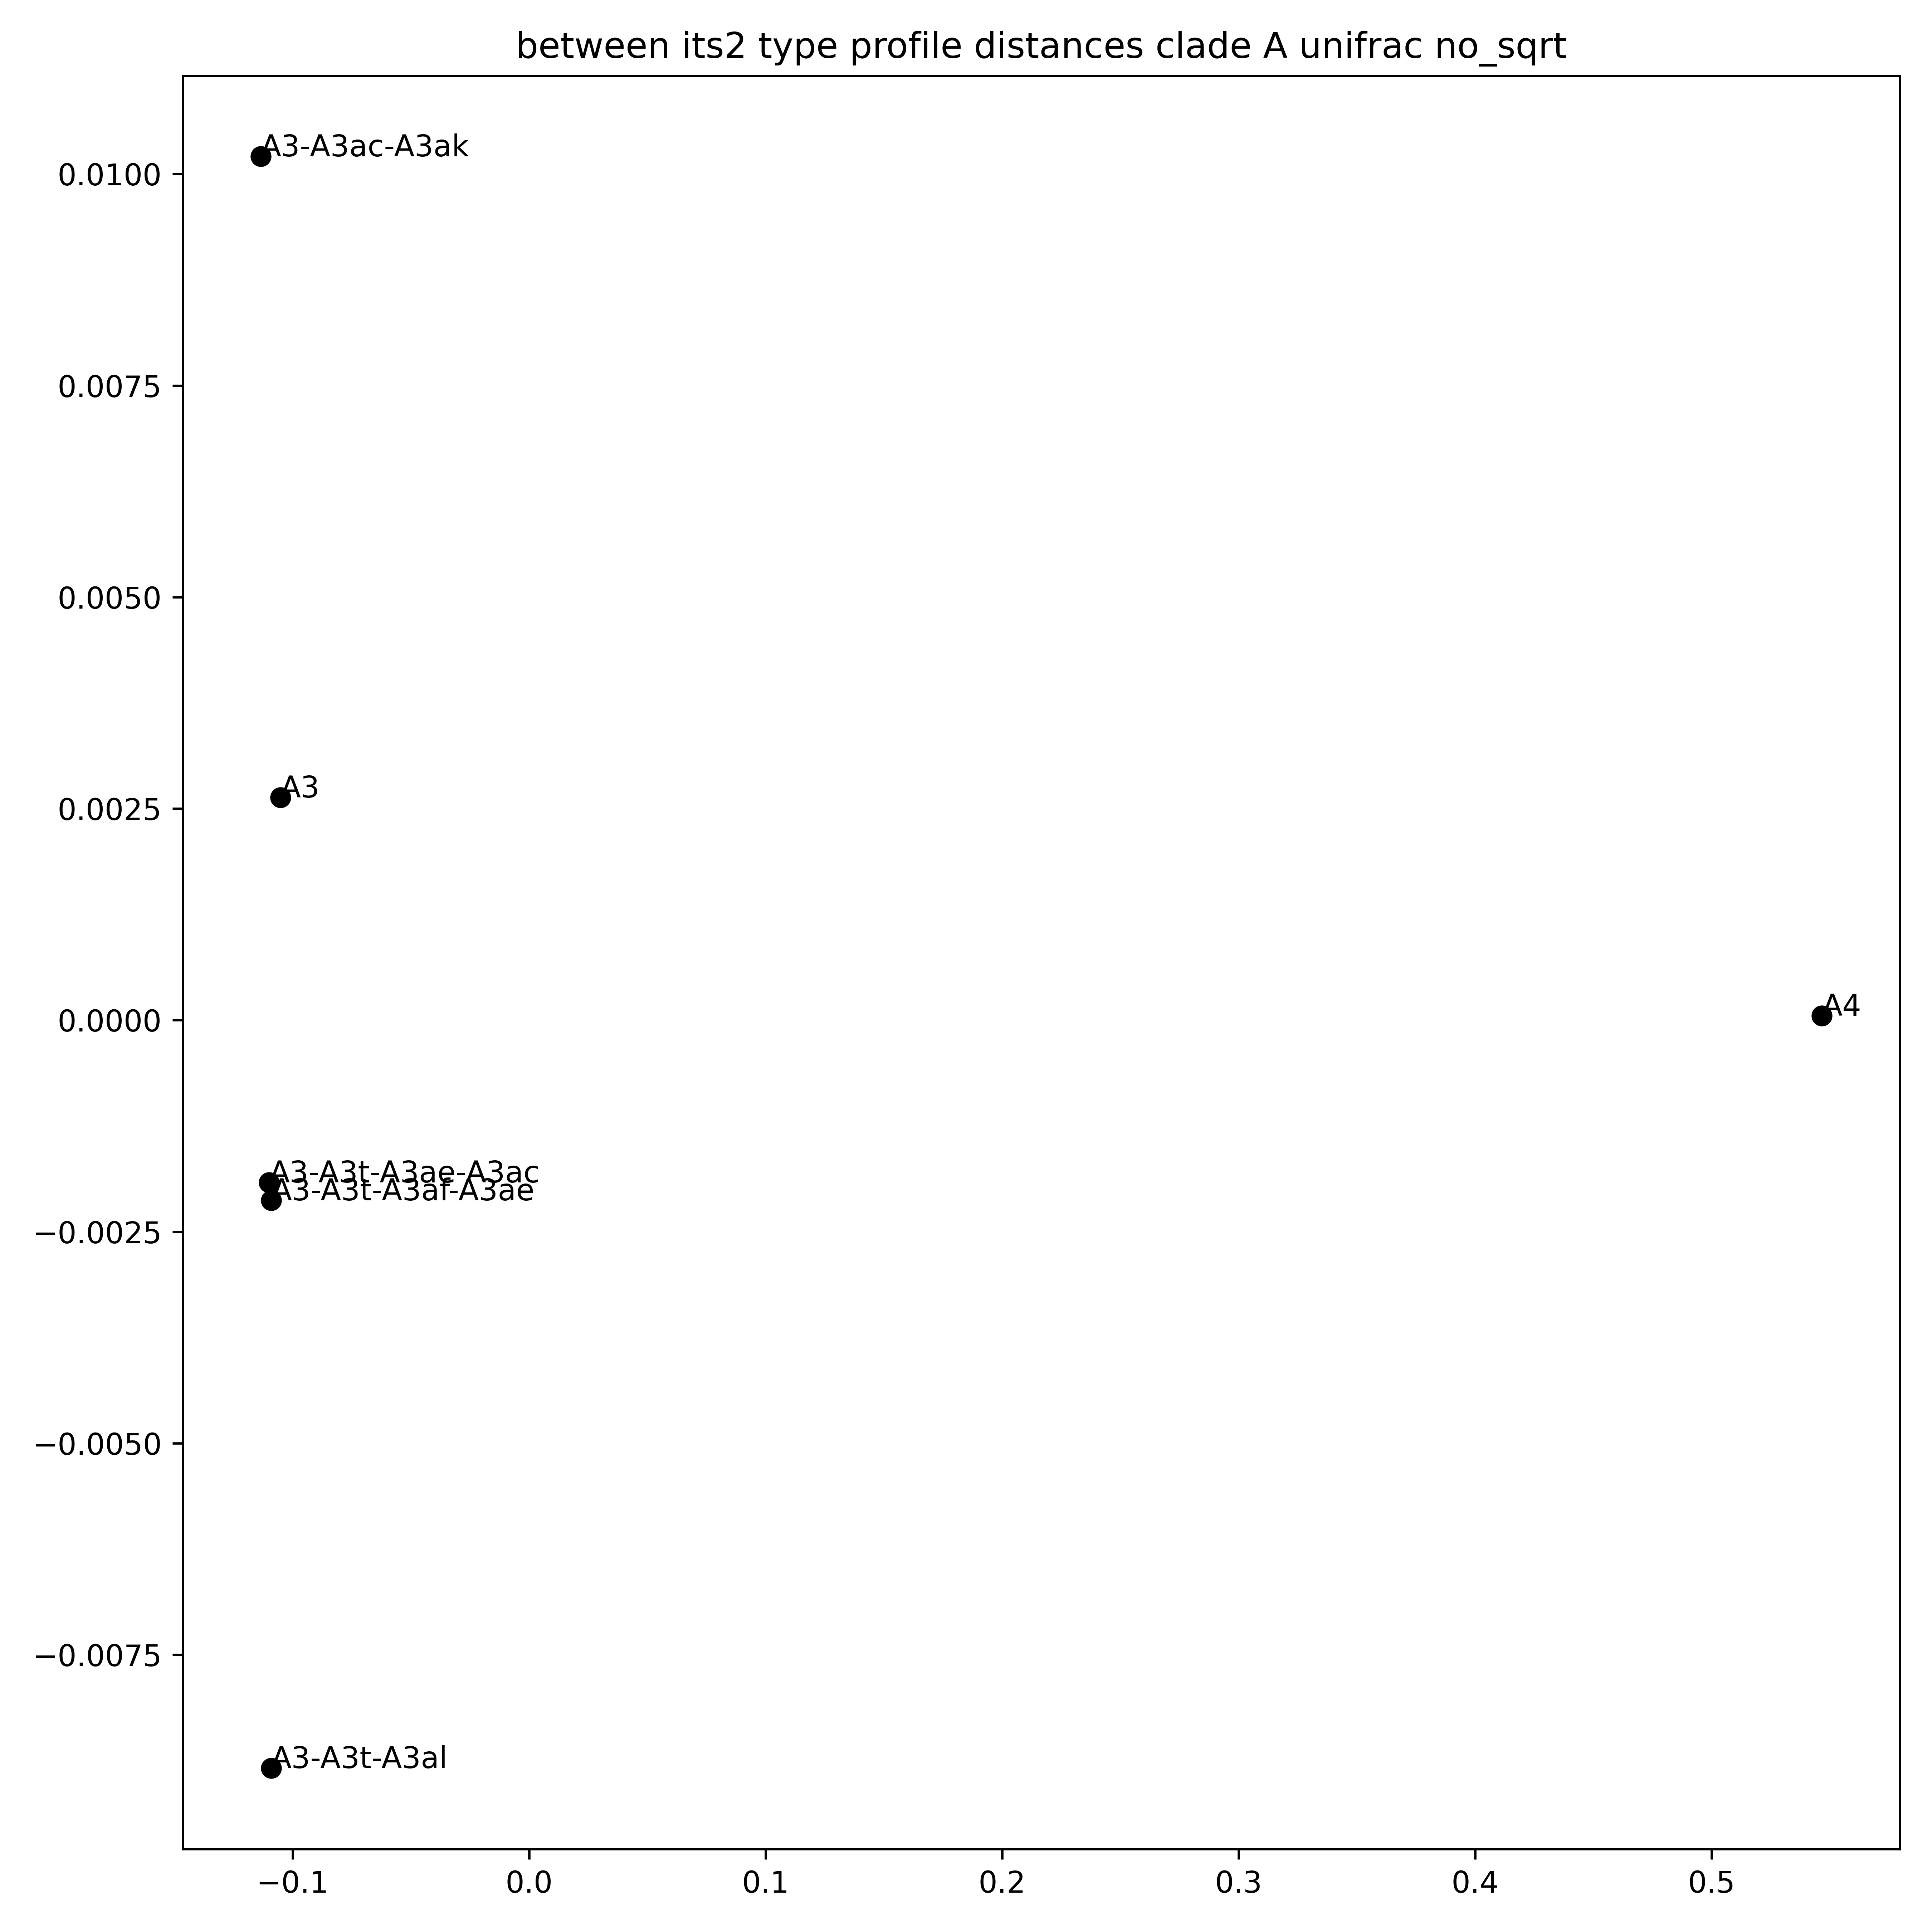 between its2 type profile distances clade A unifrac no_sqrt
0.0100
0.0075
0.0050
0.0025
0.0000
−0.0025
−0.0050
−0.0075
A3-A3ac-A3ak
A3
A4
A3-A3t-A3ae-A3ac
A3-A3t-A3af-A3ae
A3-A3t-A3al
−0.1 0.0 0.1 0.2 0.3 0.4 0.5